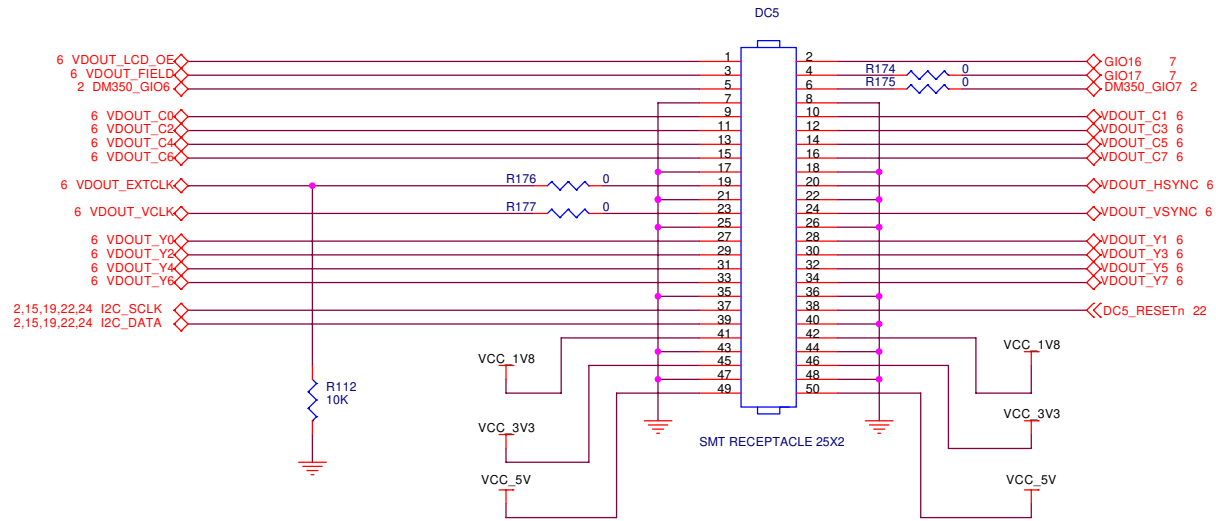 DC5
6 VDOUT_LCD_OE 1 2 GIO16 7
6 VDOUT_FIELD 3 4 R174 0 GIO17 7
2 DM350_GIO6 5 6 R175 0 DM350_GIO7 2
7 8
6 VDOUT_C0 9 10 VDOUT_C1 6
6 VDOUT_C2 11 12 VDOUT_C3 6
6 VDOUT_C4 13 14 VDOUT_C5 6
6 VDOUT_C6 15 16 VDOUT_C7 6
17 18
6 VDOUT_EXTCLK R176 0 19 20 VDOUT_HSYNC 6
21 22
6 VDOUT_VCLK R177 0 23 24 VDOUT_VSYNC 6
25 26
6 VDOUT_Y0 27 28 VDOUT_Y1 6
6 VDOUT_Y2 29 30 VDOUT_Y3 6
6 VDOUT_Y4 31 32 VDOUT_Y5 6
6 VDOUT_Y6 33 34 VDOUT_Y7 6
35 36
2,15,19,22,24 I2C_SCLK 37 38 DC5_RESETn 22
2,15,19,22,24 I2C_DATA 39 40
41 42
VCC_1V8 43 44 VCC_1V8
45 46
R112 47 48
10K 49 50
VCC_3V3 VCC_3V3
SMT RECEPTACLE 25X2
VCC_5V VCC_5V